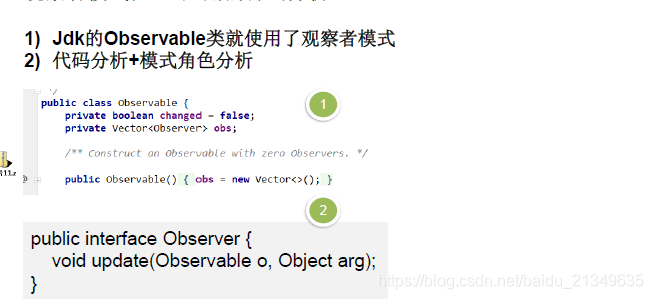 1) Jdk的Observable类就使用了观察者模式
2) 代码分析+模式角色分析
*/
public class Observable {
private boolean changed = false;
private Vector<Observer> obs;
/** Construct an Observable with zero Observers. */
public Observable() { obs = new Vector<>(); }
1
2
public interface Observer {
void update(Observable o, Object arg);
}
https://blog.csdn.net/baidu_21349635